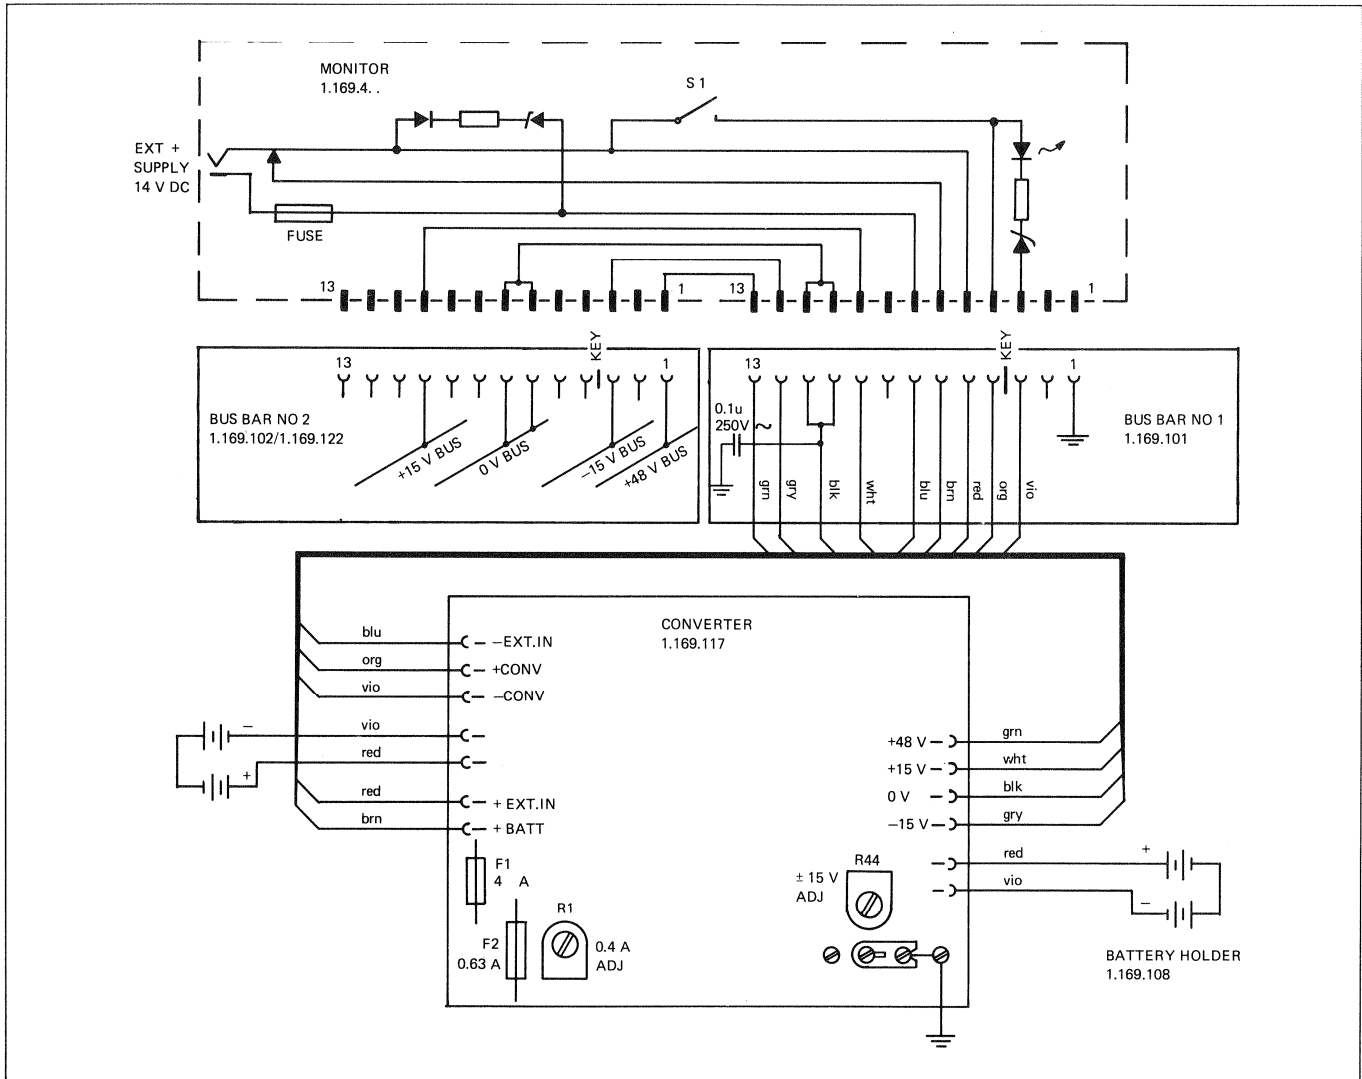 MONITOR
1.169.4. .
S 1
EXT +
SUPPLY
14 V DC
FUSE
13
1
13
1
KEY
KEY
13
1
13
1
BUS BAR NO 2
1.169.102/1.169.122
+15 V BUS
0 V BUS
−15 V BUS
+48 V BUS
0.1u
250V ~
BUS BAR NO 1
1.169.101
grn
gry
blk
wht
blu
brn
red
org
vio
CONVERTER
1.169.117
blu
−EXT.IN
org
+CONV
vio
−CONV
vio
−
red
+
red
+ EXT.IN
brn
+ BATT
+48 V
grn
+15 V
wht
0 V
blk
−15 V
gry
red
+
vio
−
F1
4 A
F2
0.63 A
R1
0.4 A
ADJ
R44
± 15 V
ADJ
BATTERY HOLDER
1.169.108